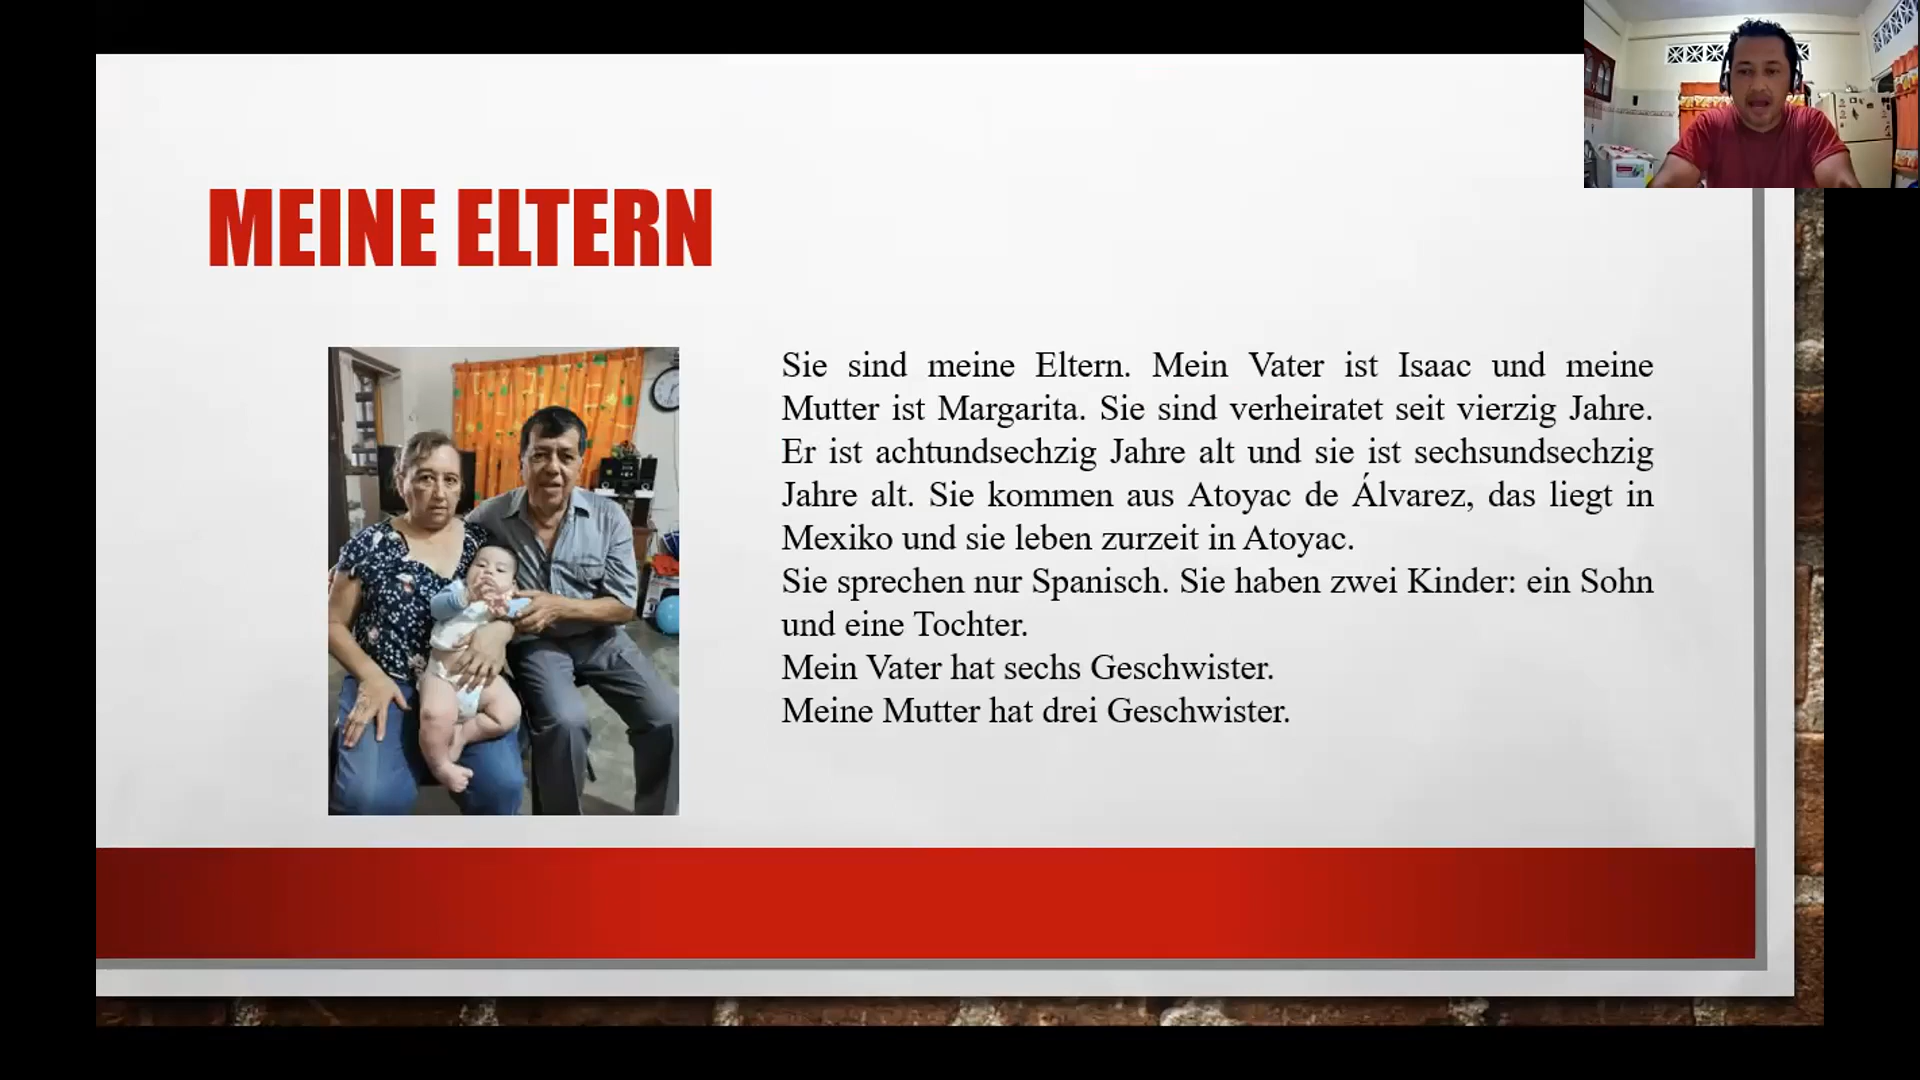 MEINE ELTERN
Sie sind meine Eltern. Mein Vater ist Isaac und meine
Mutter ist Margarita. Sie sind verheiratet seit vierzig Jahre.
Er ist achtundsechzig Jahre alt und sie ist sechsundsechzig
Jahre alt. Sie kommen aus Atoyac de Álvarez, das liegt in
Mexiko und sie leben zurzeit in Atoyac.
Sie sprechen nur Spanisch. Sie haben zwei Kinder: ein Sohn
und eine Tochter.
Mein Vater hat sechs Geschwister.
Meine Mutter hat drei Geschwister.